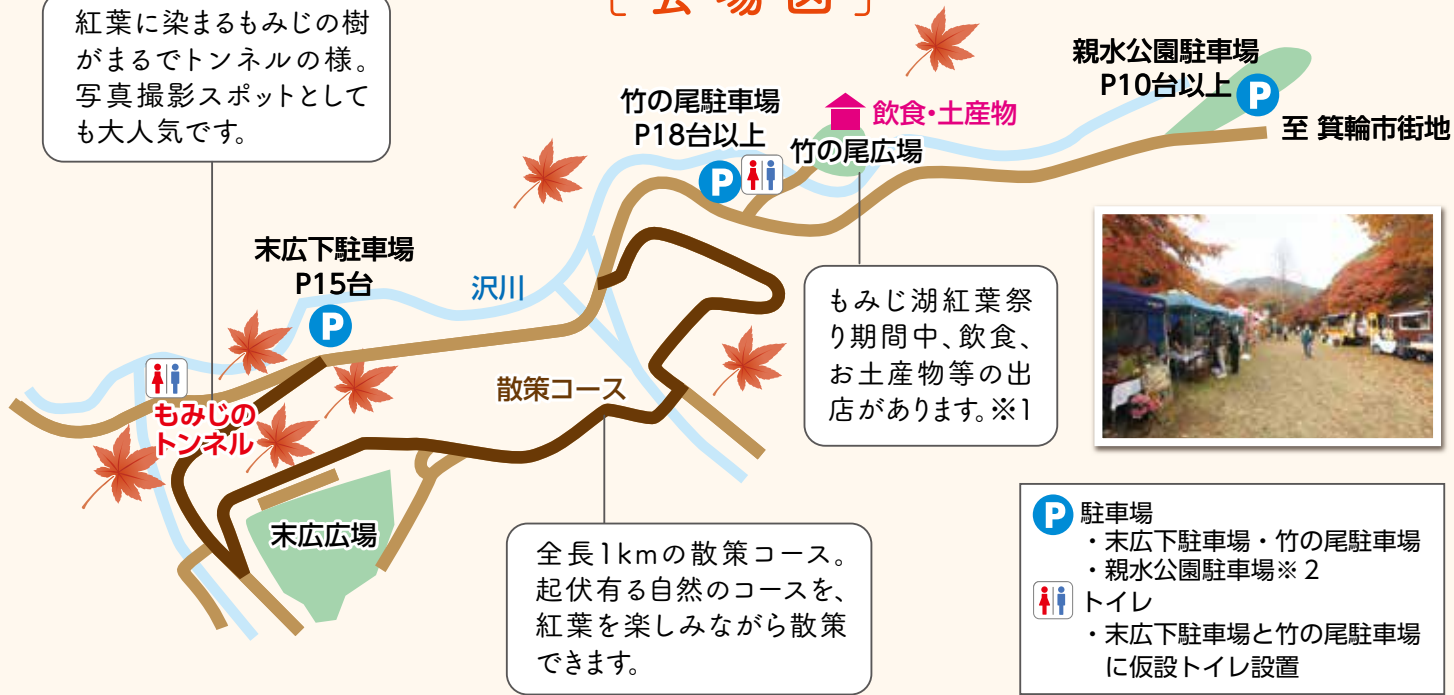 [会場図]
紅葉に染まるもみじの樹
がまるでトンネルの様。
写真撮影スポットとして
も大人気です。
親水公園駐車場
P10台以上
P
至 箕輪市街地
竹の尾駐車場
P18台以上
P
飲食・土産物
竹の尾広場
末広下駐車場
P15台
P
沢川
もみじ湖紅葉祭
り期間中、飲食、
お土産物等の出
店があります。※1
散策コース
もみじの
トンネル
末広広場
全長1kmの散策コース。
起伏有る自然のコースを、
紅葉を楽しみながら散策
できます。
P 駐車場
・末広下駐車場・竹の尾駐車場
・親水公園駐車場※2
トイレ
・末広下駐車場と竹の尾駐車場
に仮設トイレ設置